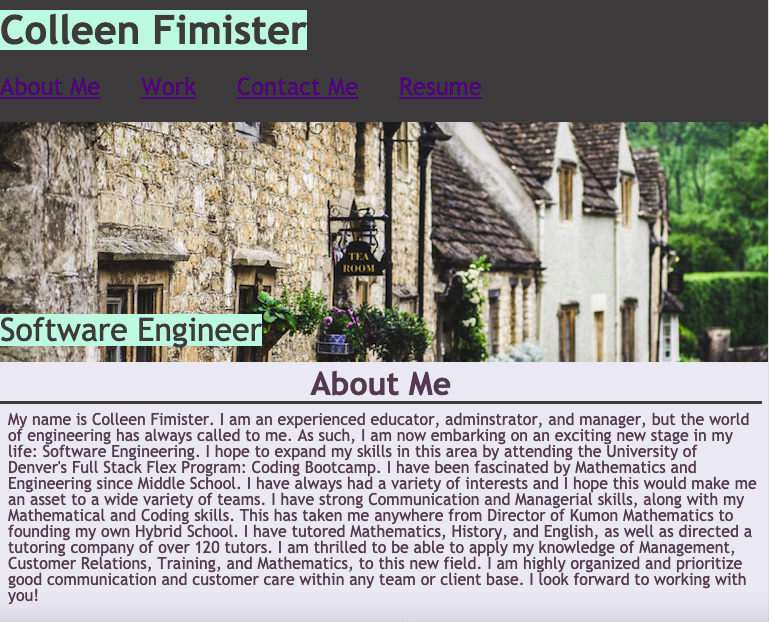 Colleen Fimister
About Me Work Contact Me Resume
TEA
ROOM
Software Engineer
About Me
My name is Colleen Fimister. I am an experienced educator, adminstrator, and manager, but the world
of engineering has always called to me. As such, I am now embarking on an exciting new stage in my
life: Software Engineering. I hope to expand my skills in this area by attending the University of
Denver's Full Stack Flex Program: Coding Bootcamp. I have been fascinated by Mathematics and
Engineering since Middle School. I have always had a variety of interests and I hope this would make me
an asset to a wide variety of teams. I have strong Communication and Managerial skills, along with my
Mathematical and Coding skills. This has taken me anywhere from Director of Kumon Mathematics to
founding my own Hybrid School. I have tutored Mathematics, History, and English, as well as directed a
tutoring company of over 120 tutors. I am thrilled to be able to apply my knowledge of Management,
Customer Relations, Training, and Mathematics, to this new field. I am highly organized and prioritize
good communication and customer care within any team or client base. I look forward to working with
you!